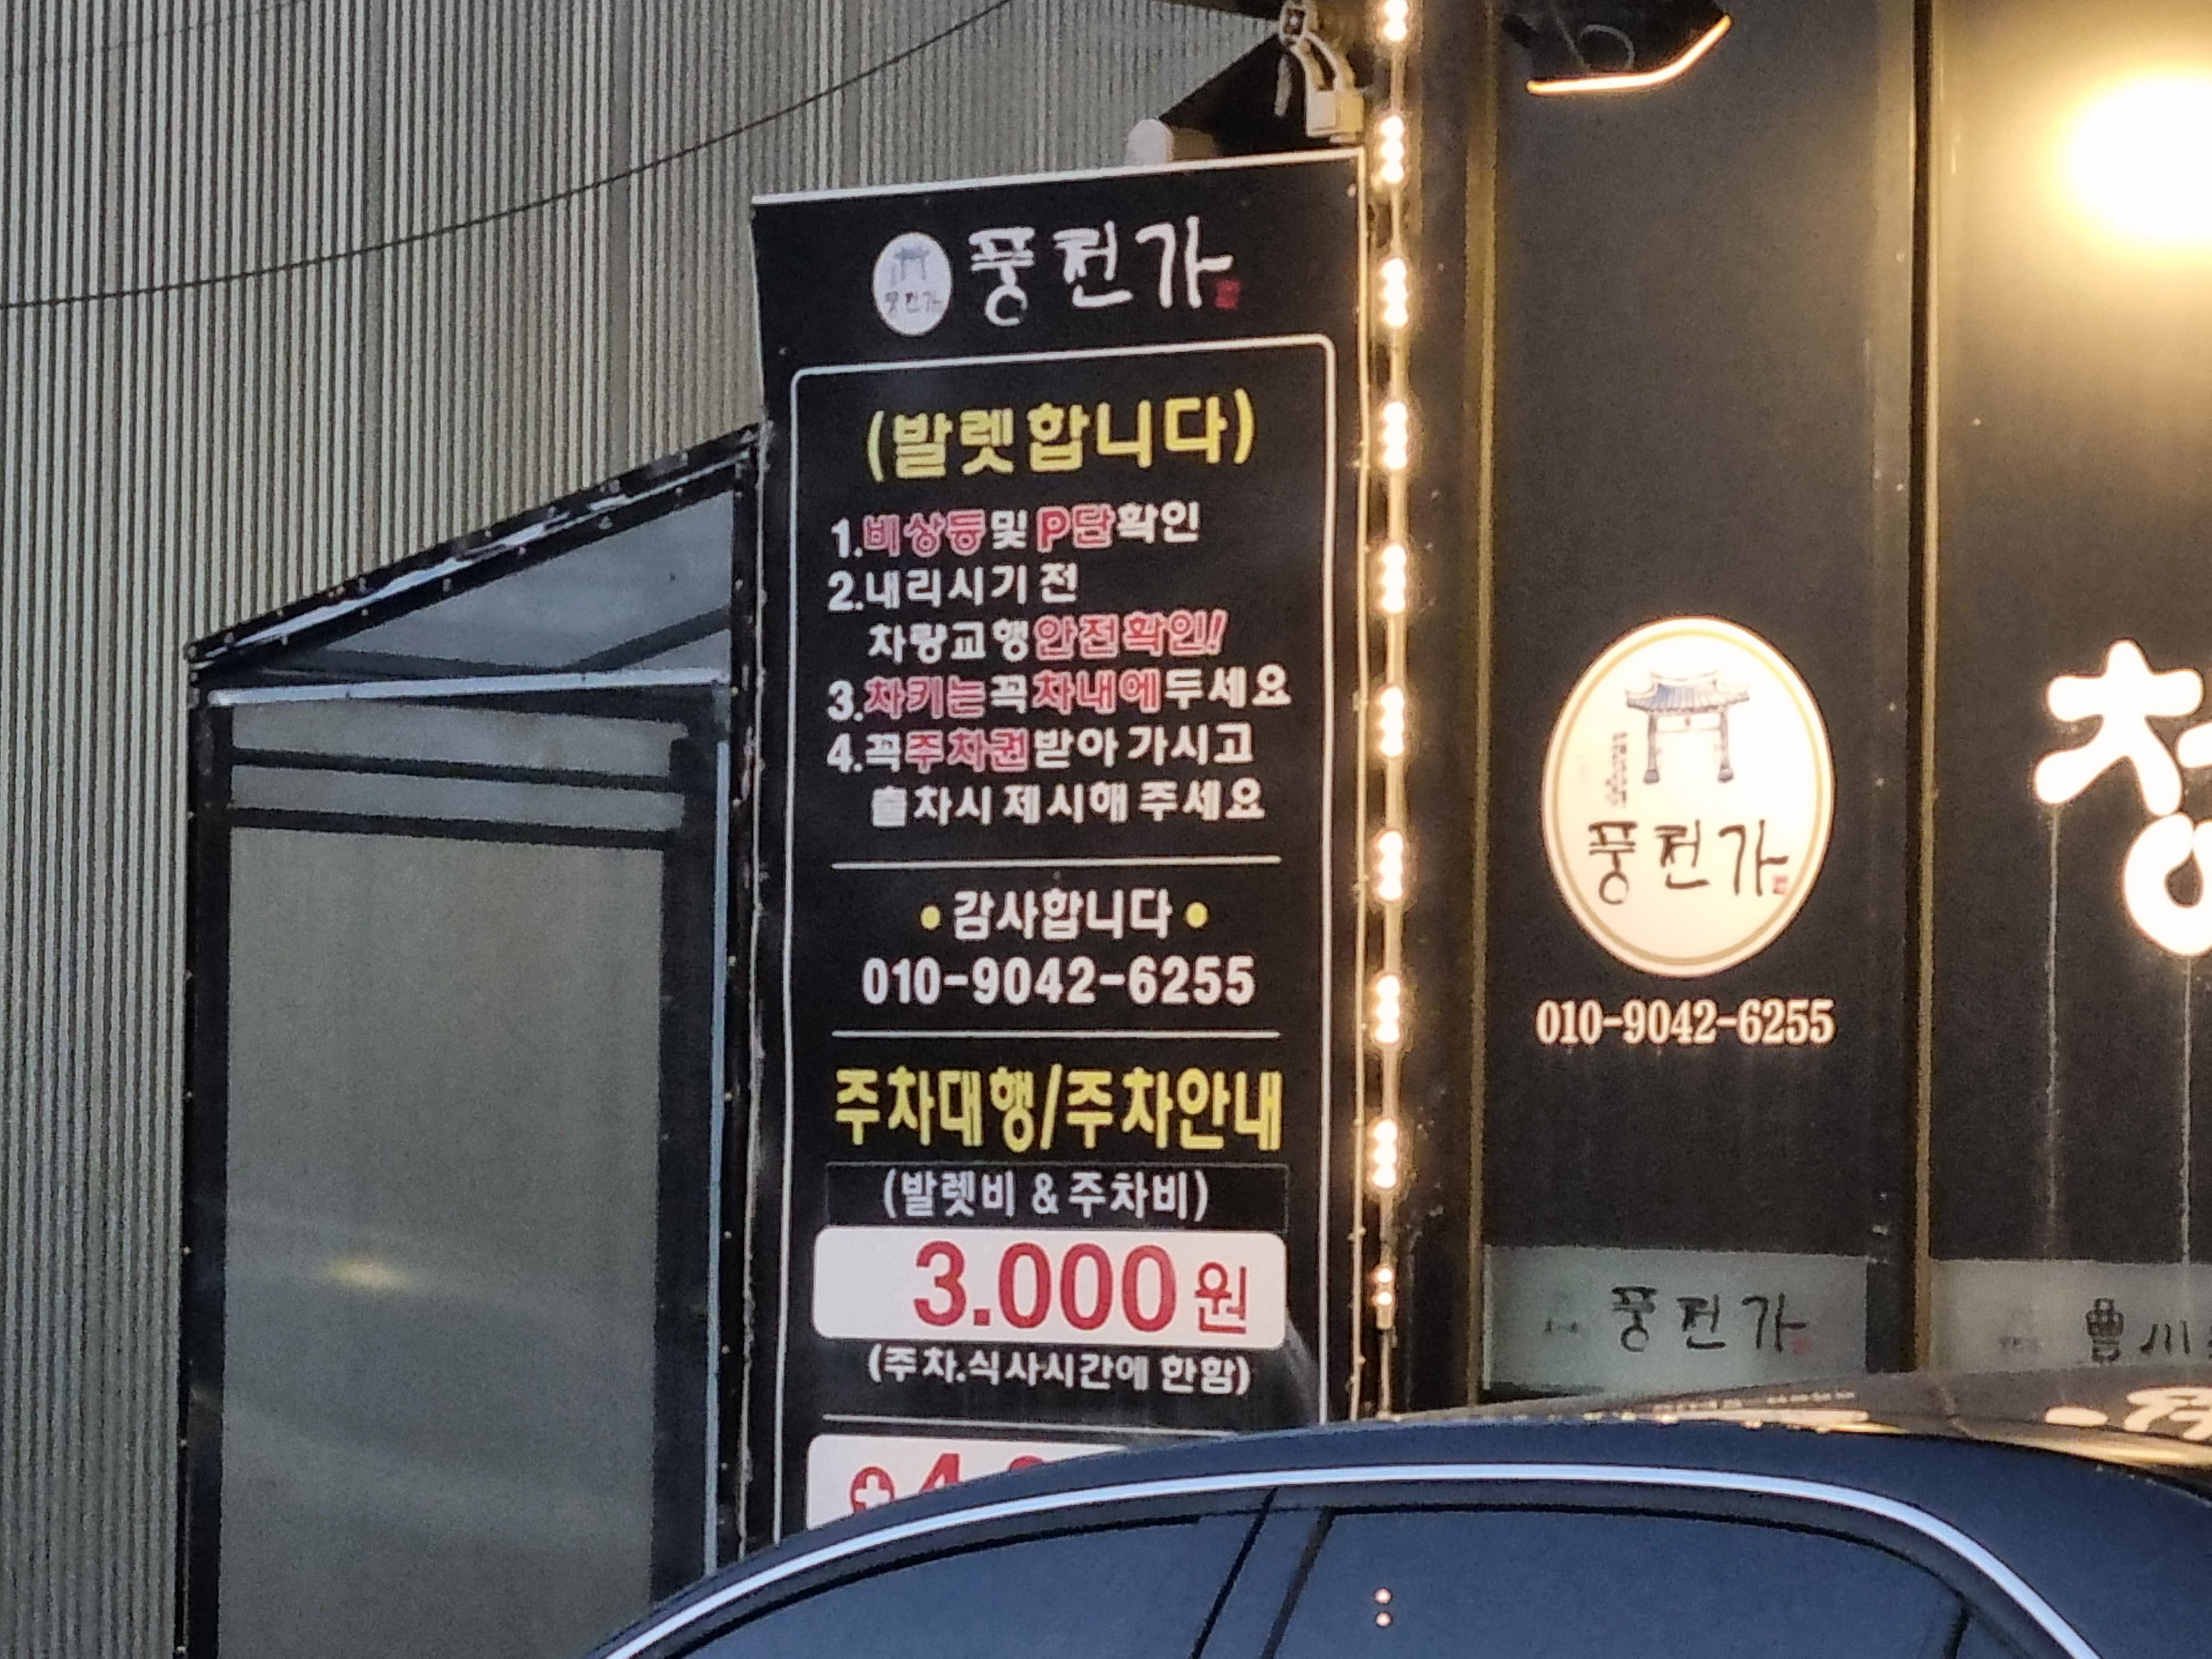 풍천가
풍천가
(발렛합니다)
1.비상등및 P단확인
2.내리시기 전
차량교행안전확인!
3.차키는꼭차내에두세요
4.꼭주차권받아 가시고
출차시 제시해 주세요
• 감사합니다 •
010-9042-6255
주차대행/주차안내
(발렛비 & 주차비)
3.000원
(주차.식사시간에 한함)
풍천가
010-9042-6255
풍천가